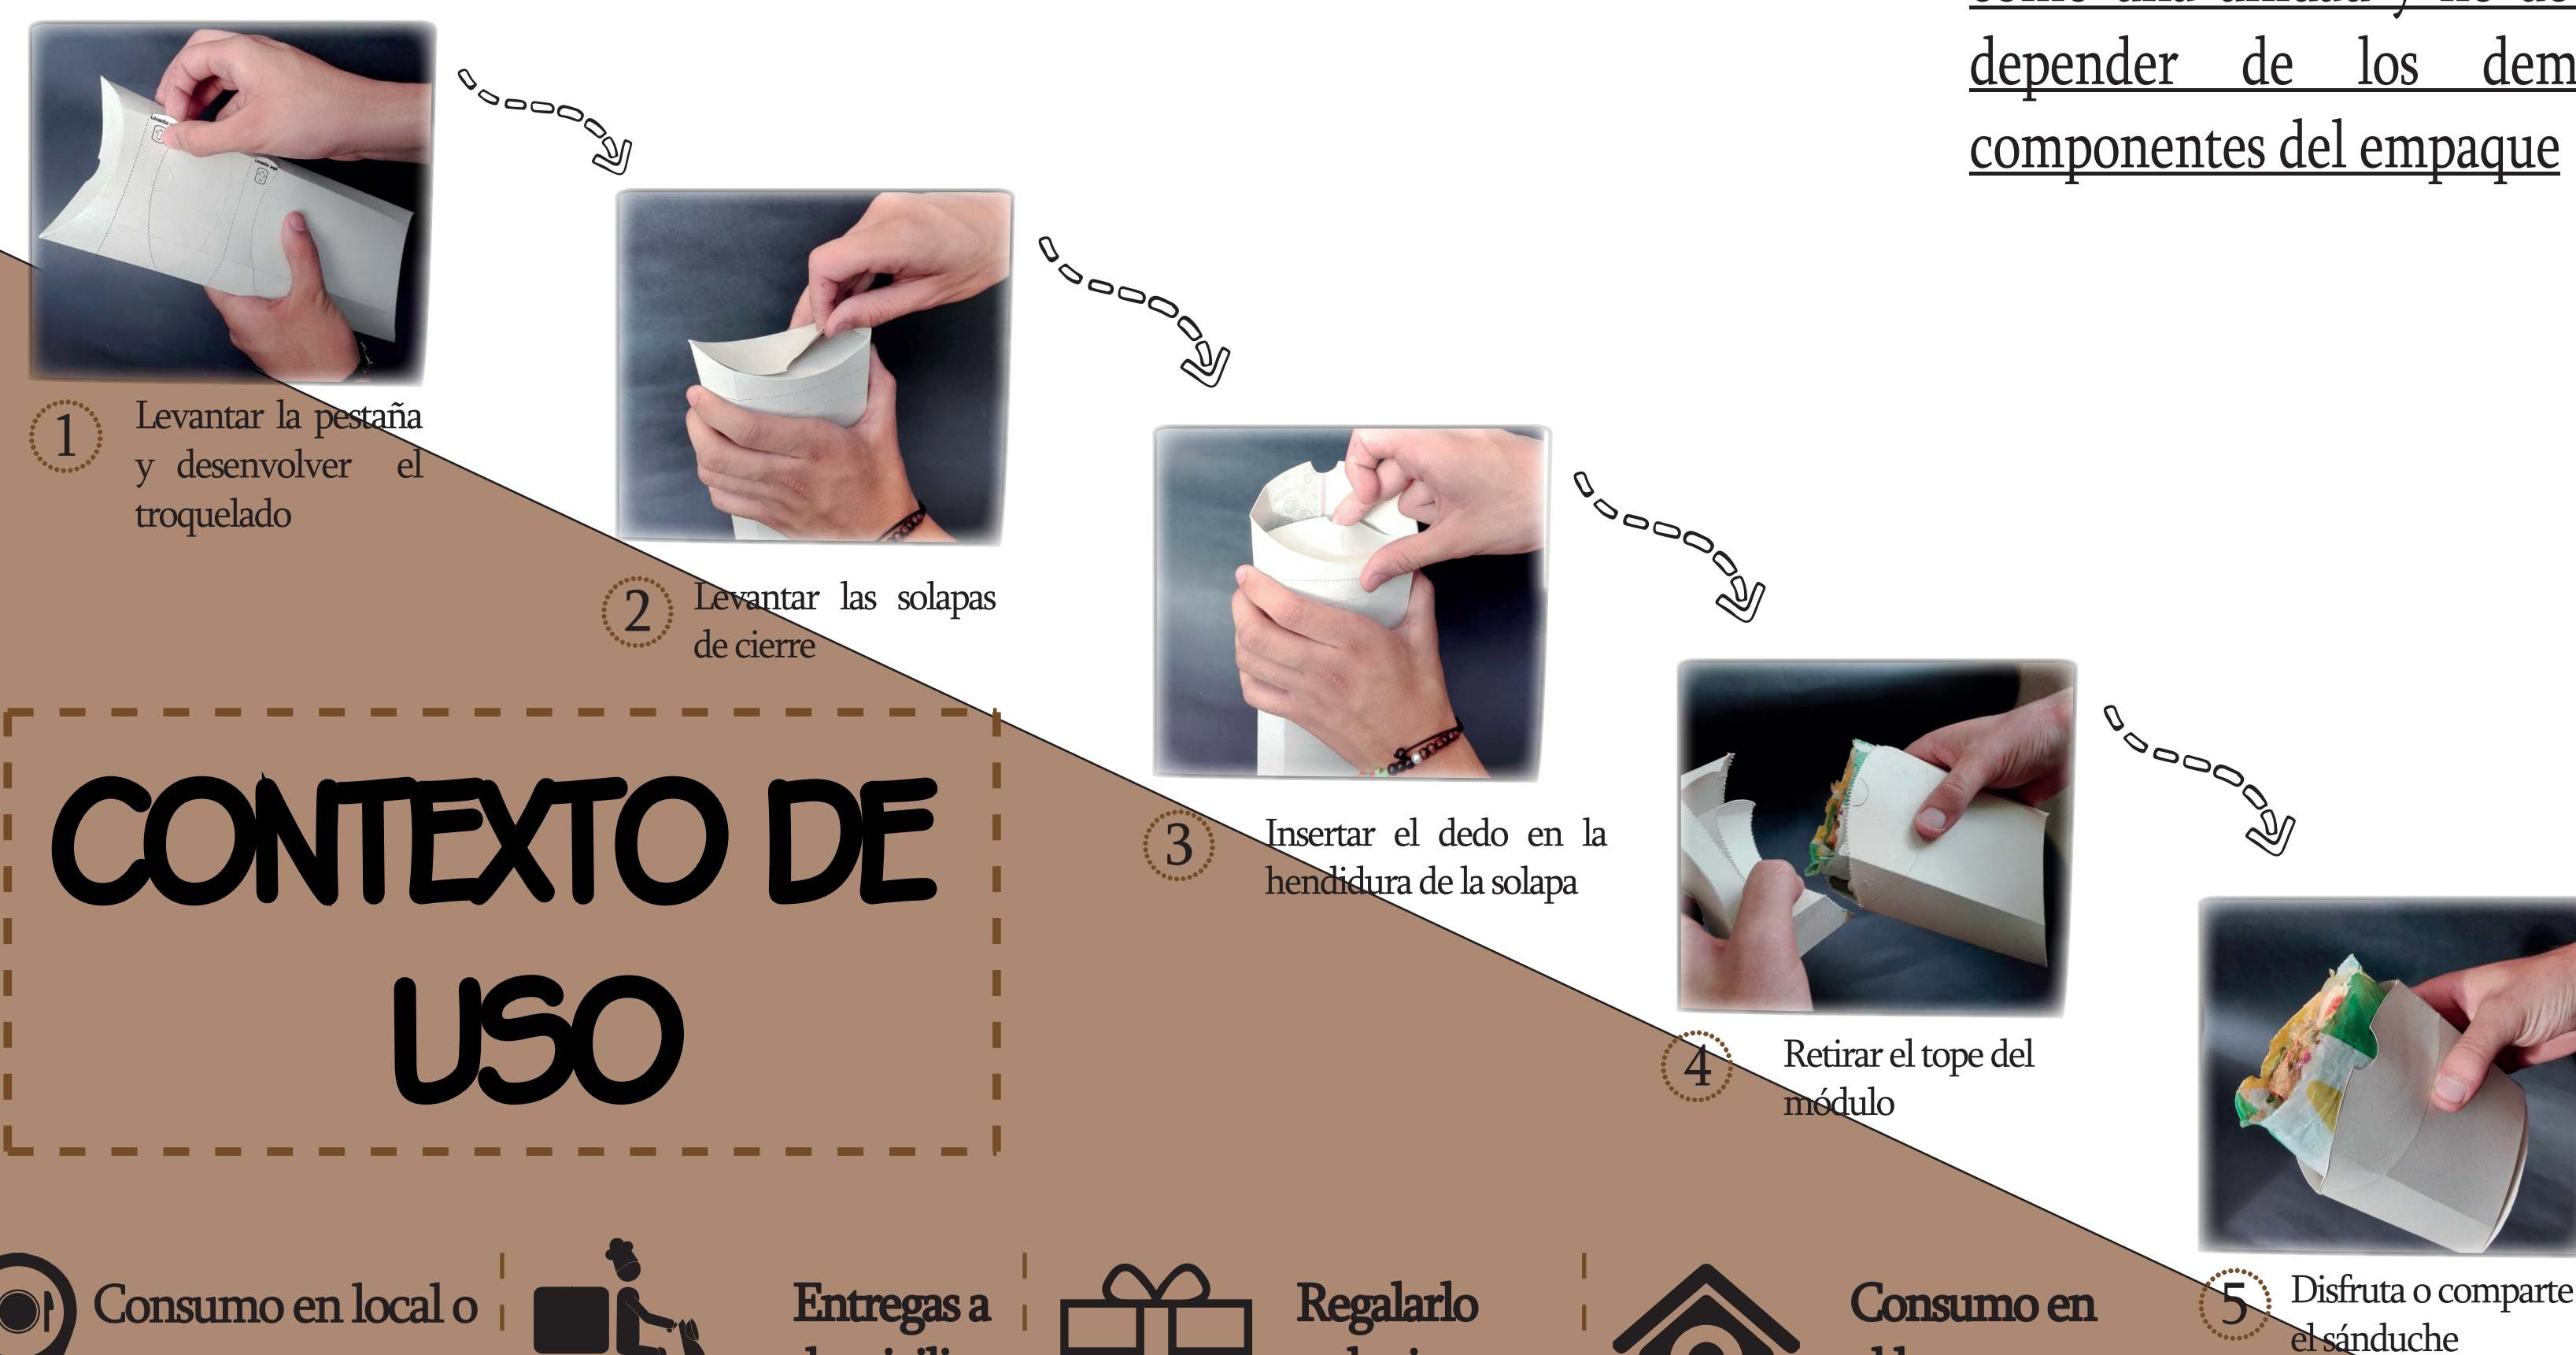 depender de los dem
componentes del empaque
1
Levantar la pestaña
y desenvolver el
troquelado
2
Levantar las solapas
de cierre
3
Insertar el dedo en la
hendidura de la solapa
4
Retirar el tope del
módulo
5
Disfruta o comparte
el sánduche
CONTEXTO DE
USO
Consumo en local o
Entregas a
Regalarlo
Consumo en